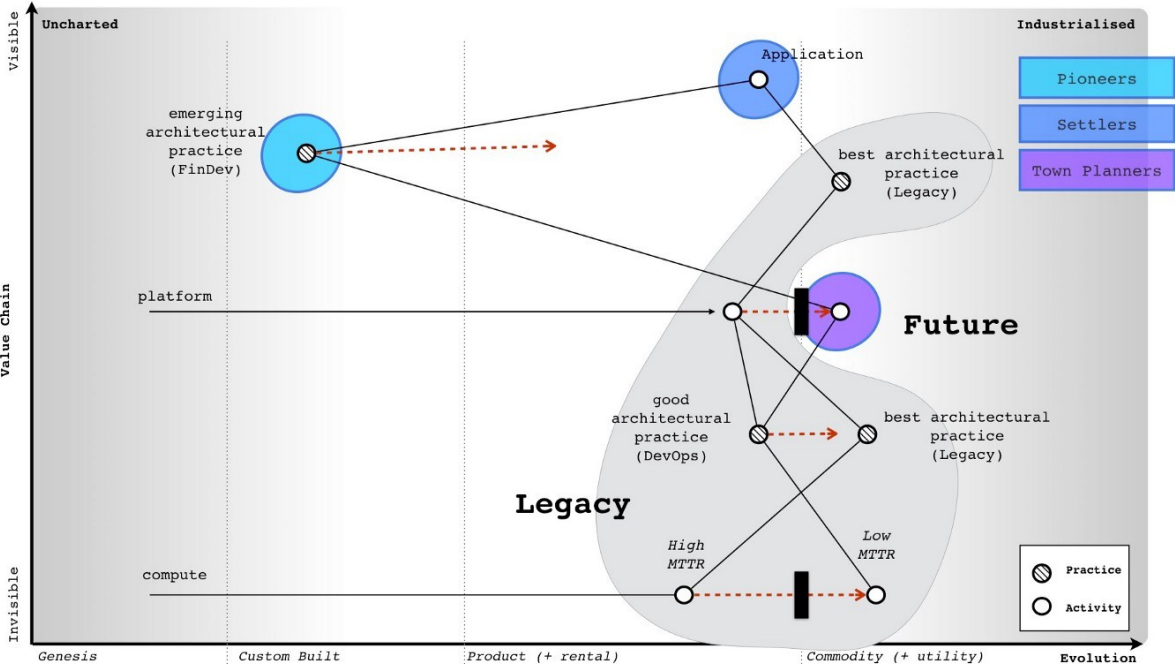 Visible
Uncharted
Industrialised
Application
Pioneers
Settlers
Town Planners
emerging
architectural
practice
(FinDev)
best architectural
practice
(Legacy)
Value Chain
platform
Future
good
architectural
practice
(DevOps)
best architectural
practice
(Legacy)
Legacy
High
MTTR
Low
MTTR
compute
Practice
Activity
Invisible
Genesis
Custom Built
Product (+ rental)
Commodity (+ utility)
Evolution